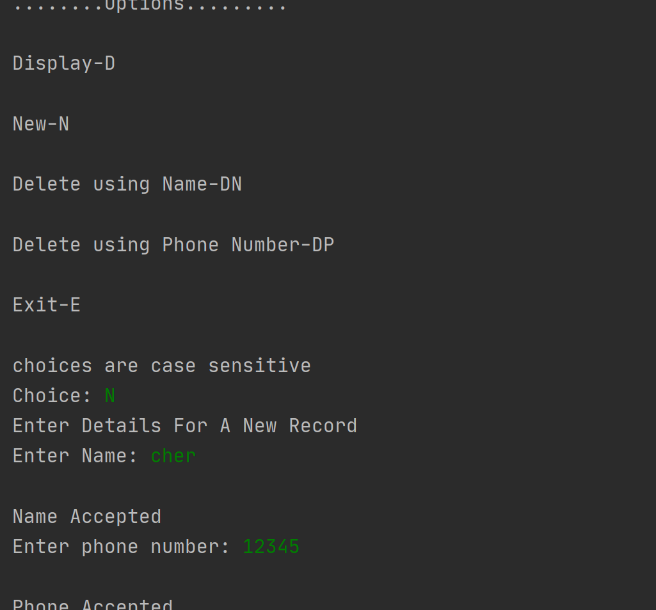 ........Options.........
Display-D
New-N
Delete using Name-DN
Delete using Phone Number-DP
Exit-E
choices are case sensitive
Choice: N
Enter Details For A New Record
Enter Name: cher
Name Accepted
Enter phone number: 12345
Phone Accepted